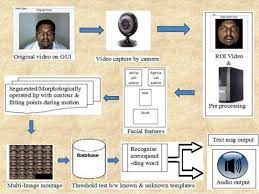 Original video on GUI
Video capture by camera
ROI Video
&
Pre processing
Segmented/Morphologically
operated lip with contour &
fitting points during motion
Facial features
Multi-Image montage
Database
Recognise
correspond
-ding word
Threshold test b/w known & unknown templates
Text msg output
Audio output